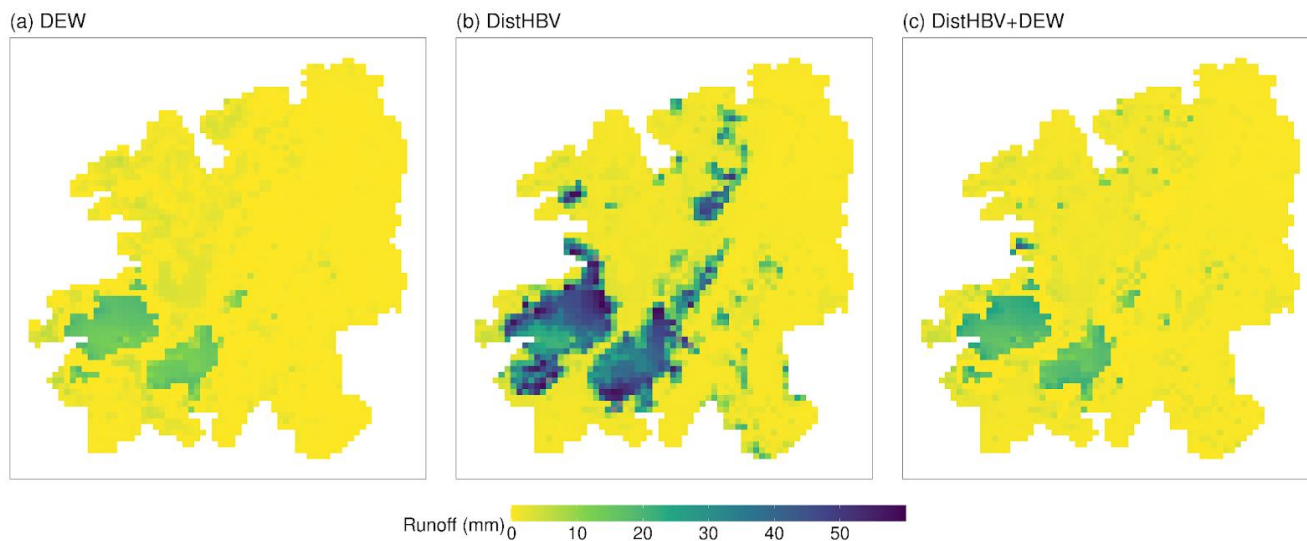 (a) DEW
(b) DistHBV
(c) DistHBV+DEW
Runoff (mm)
0 10 20 30 40 50